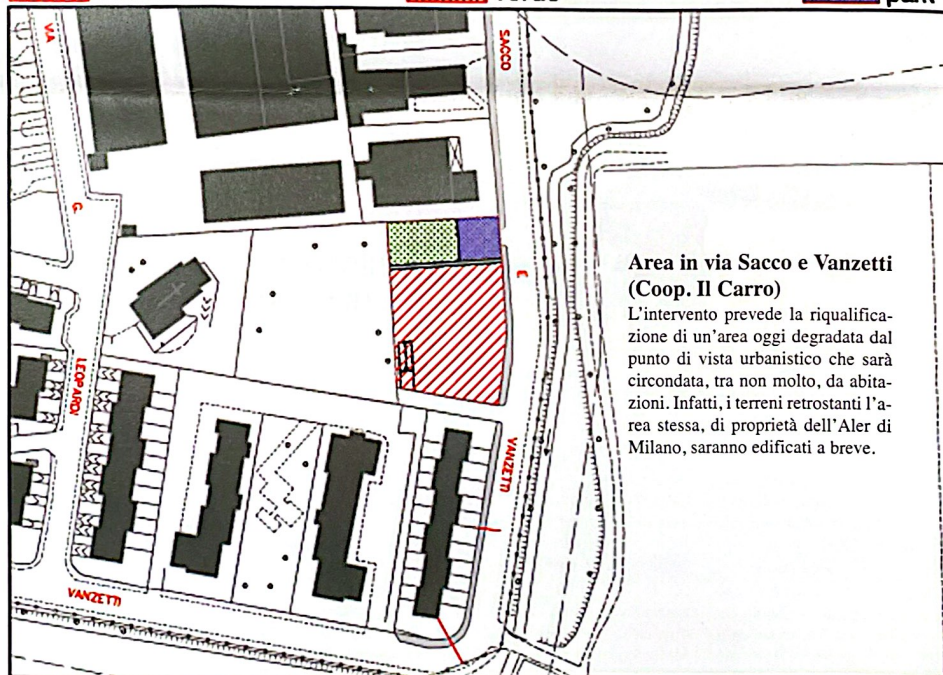 VIA
G.
LEOPARDI
VANZETTI
SACCO
E
VANZETTI
Area in via Sacco e Vanzetti
(Coop. Il Carro)
L'intervento prevede la riqualifica-
zione di un'area oggi degradata dal
punto di vista urbanistico che sarà
circondata, tra non molto, da abita-
zioni. Infatti, i terreni retrostanti l'a-
rea stessa, di proprietà dell'Aler di
Milano, saranno edificati a breve.